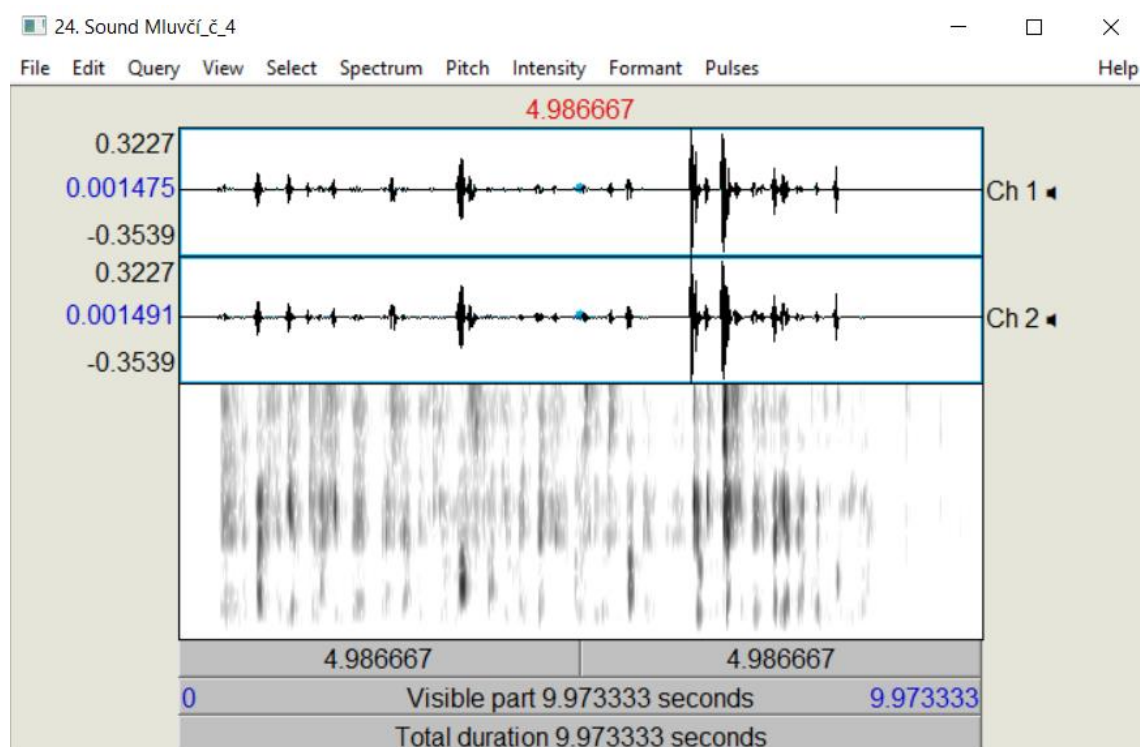 24. Sound Mluvčí_č_4
File Edit Query View Select Spectrum Pitch Intensity Formant Pulses Help
4.986667
0.3227
0.001475 Ch 1
-0.3539
0.3227
0.001491 Ch 2
-0.3539
4.986667 4.986667
0 Visible part 9.973333 seconds 9.973333
Total duration 9.973333 seconds